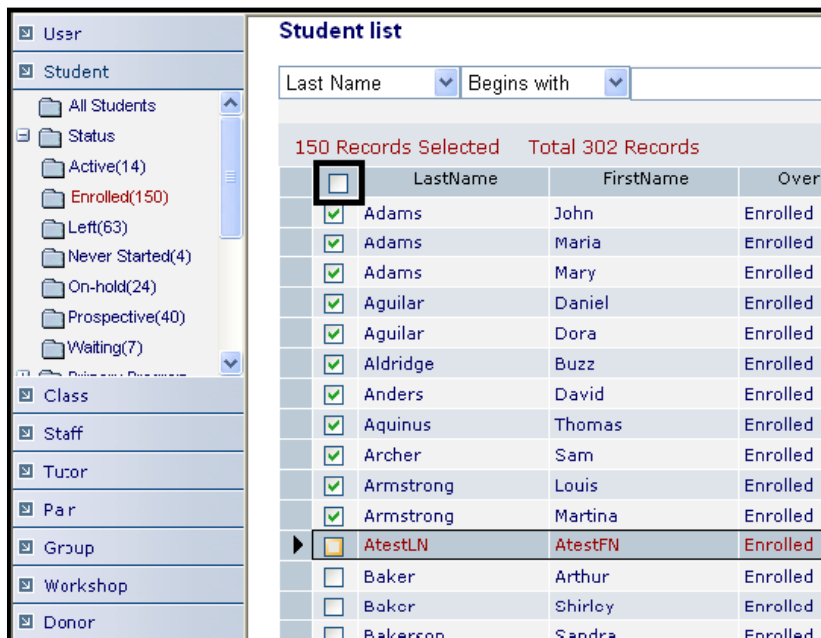 User
Student
All Students
Status
Active(14)
Enrolled(150)
Left(63)
Never Started(4)
On-hold(24)
Prospective(40)
Waiting(7)
Class
Staff
Tutor
Pair
Group
Workshop
Donor
Student list
Last Name Begins with
150 Records Selected Total 302 Records
LastName FirstName Over
Adams John Enrolled
Adams Maria Enrolled
Adams Mary Enrolled
Aguilar Daniel Enrolled
Aguilar Dora Enrolled
Aldridge Buzz Enrolled
Anders David Enrolled
Aquinus Thomas Enrolled
Archer Sam Enrolled
Armstrong Louis Enrolled
Armstrong Martina Enrolled
AtestLN AtestFN Enrolled
Baker Arthur Enrolled
Baker Shirley Enrolled
Bakerson Sandra Enrolled